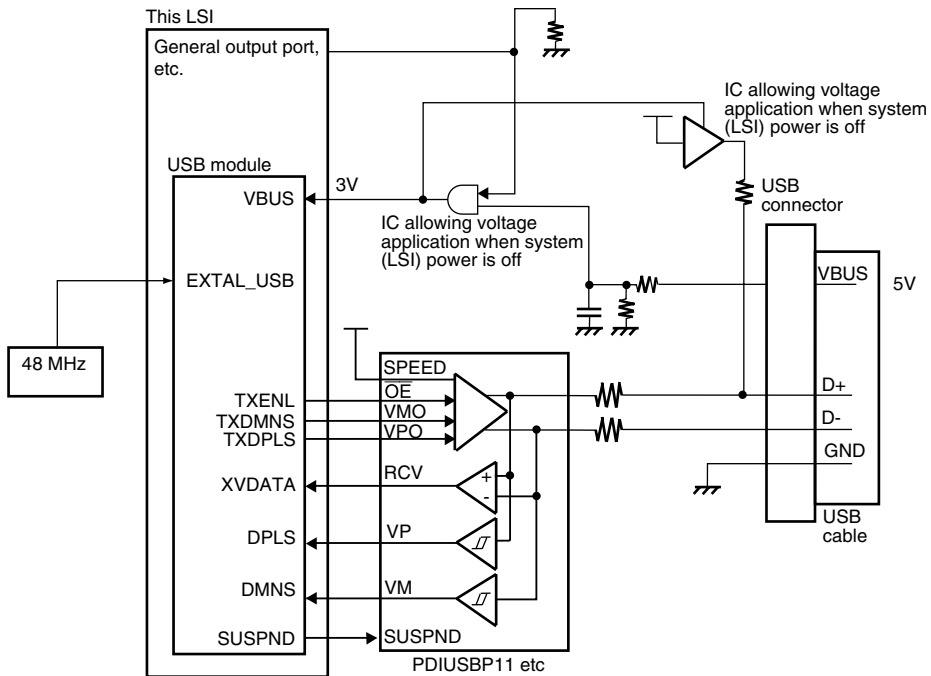 This LSI
General output port,
etc.
IC allowing voltage
application when system
(LSI) power is off
USB module
VBUS
3V
USB
connector
IC allowing voltage
application when system
(LSI) power is off
EXTAL_USB
VBUS
5V
48 MHz
SPEED
TXENL
OE
D+
TXDMNS
VMO
TXDPLS
VPO
D-
GND
XVDATA
RCV
+
-
USB
cable
DPLS
VP
DMNS
VM
SUSPND
SUSPND
PDIUSBP11 etc